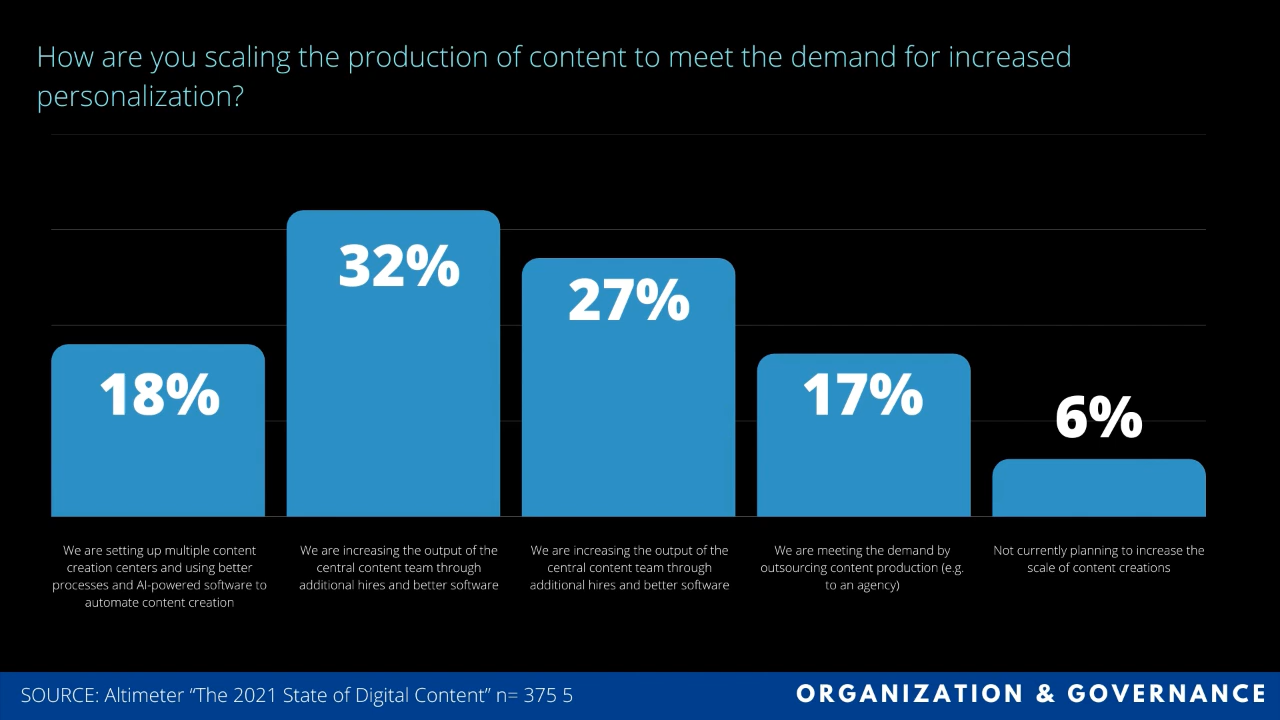 How are you scaling the production of content to meet the demand for increased
personalization?
18%
32%
27%
17%
6%
We are setting up multiple content
creation centers and using better
processes and AI-powered software to
automate content creation
We are increasing the output of the
central content team through
additional hires and better software
We are increasing the output of the
central content team through
additional hires and better software
We are meeting the demand by
outsourcing content production (e.g.
to an agency)
Not currently planning to increase the
scale of content creations
SOURCE: Altimeter “The 2021 State of Digital Content” n= 375 5
ORGANIZATION & GOVERNANCE